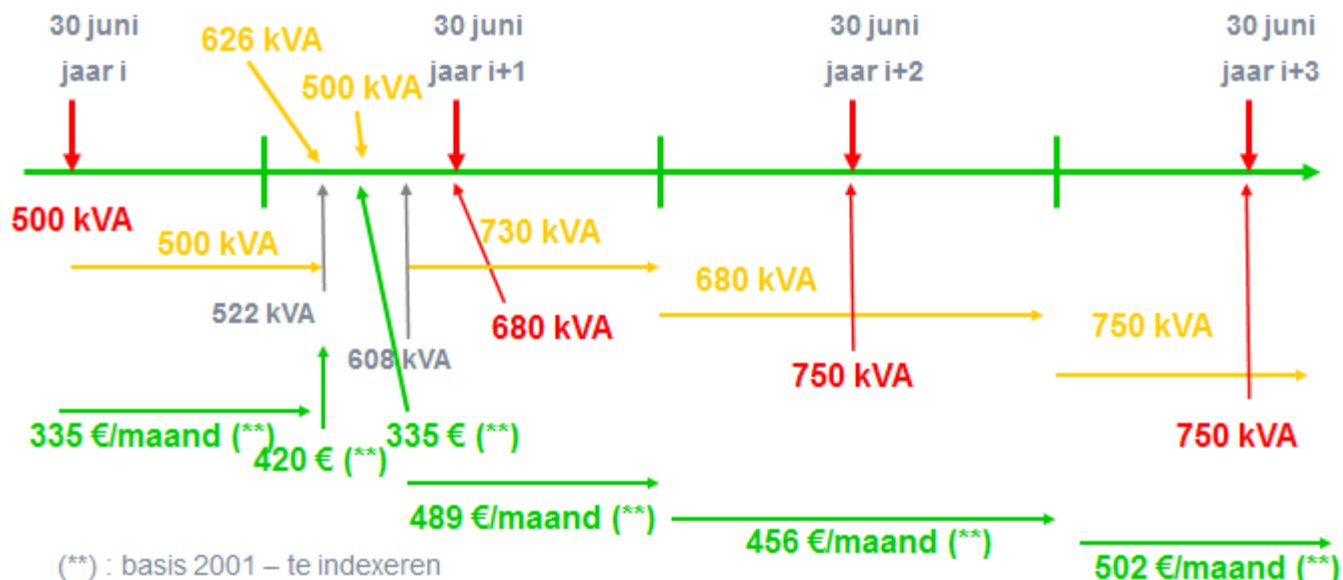 30 juni
jaar i
626 kVA
500 kVA
30 juni
jaar i+1
30 juni
jaar i+2
30 juni
jaar i+3
500 kVA
500 kVA
730 kVA
680 kVA
750 kVA
522 kVA
608 kVA
680 kVA
750 kVA
750 kVA
335 €/maand (**)
420 € (**)
335 € (**)
489 €/maand (**)
456 €/maand (**)
502 €/maand (**)
(**) : basis 2001 – te indexeren